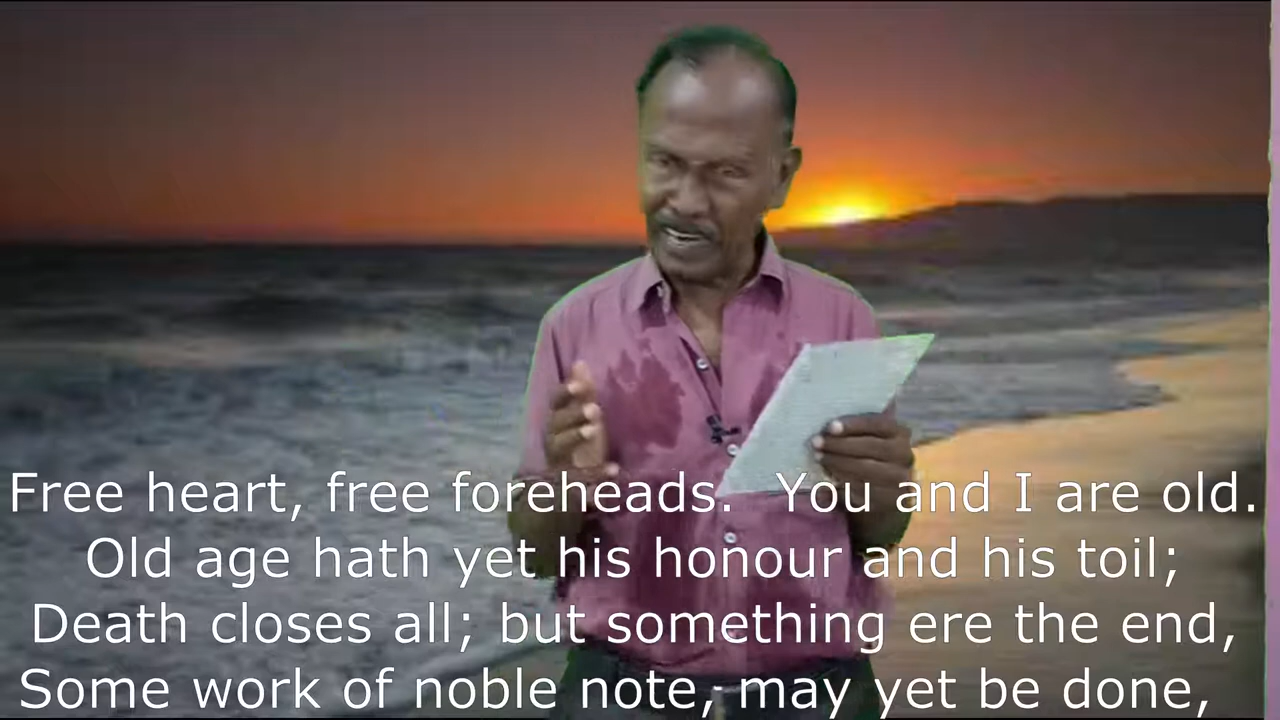 Free heart, free foreheads.  You and I are old.
Old age hath yet his honour and his toil;
Death closes all; but something ere the end,
Some work of noble note, may yet be done,